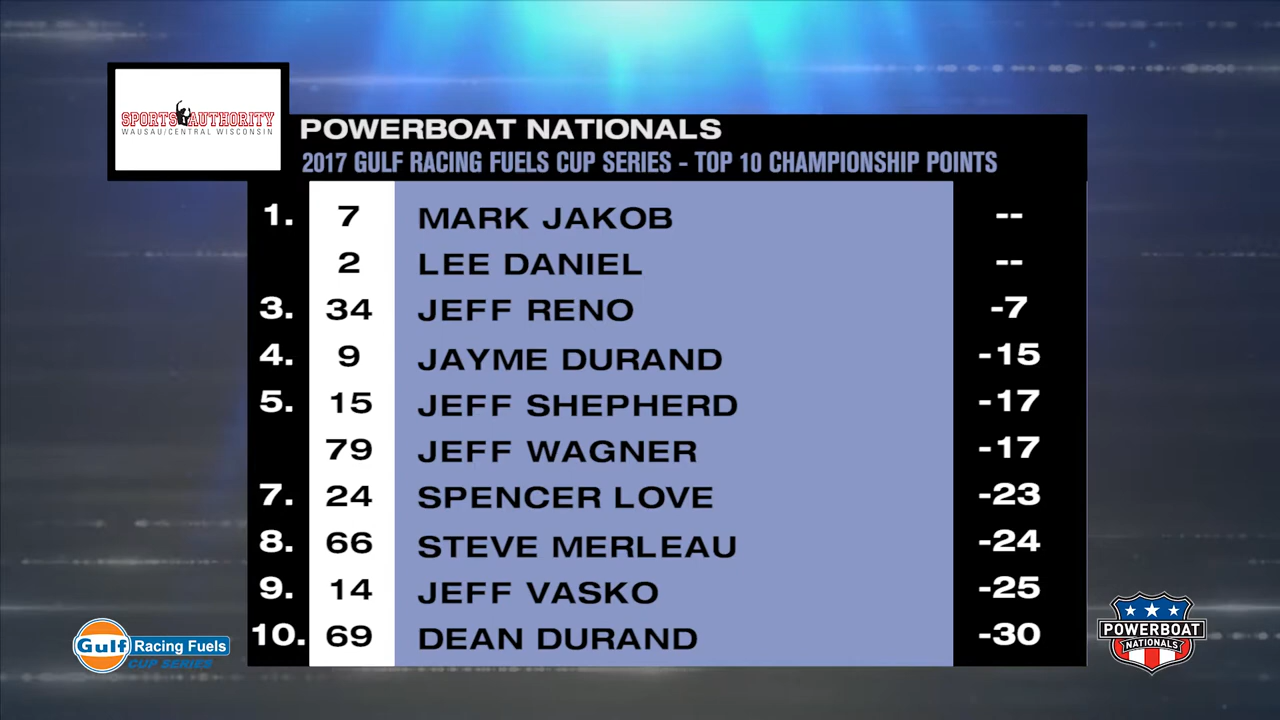 SPORTS AUTHORITY
WAUSAU/CENTRAL WISCONSIN
POWERBOAT NATIONALS
2017 GULF RACING FUELS CUP SERIES - TOP 10 CHAMPIONSHIP POINTS
1. 7 MARK JAKOB --
2 LEE DANIEL --
3. 34 JEFF RENO -7
4. 9 JAYME DURAND -15
5. 15 JEFF SHEPHERD -17
79 JEFF WAGNER -17
7. 24 SPENCER LOVE -23
8. 66 STEVE MERLEAU -24
9. 14 JEFF VASKO -25
10. 69 DEAN DURAND -30
Gulf Racing Fuels
CUP SERIES
POWERBOAT
NATIONALS